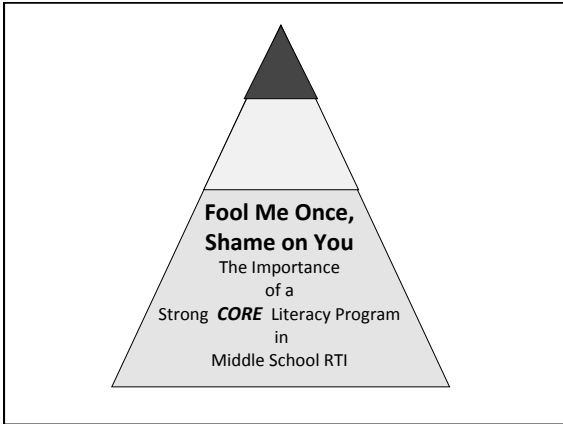 Fool Me Once,
Shame on You
The Importance
of a
Strong CORE Literacy Program
in
Middle School RTI